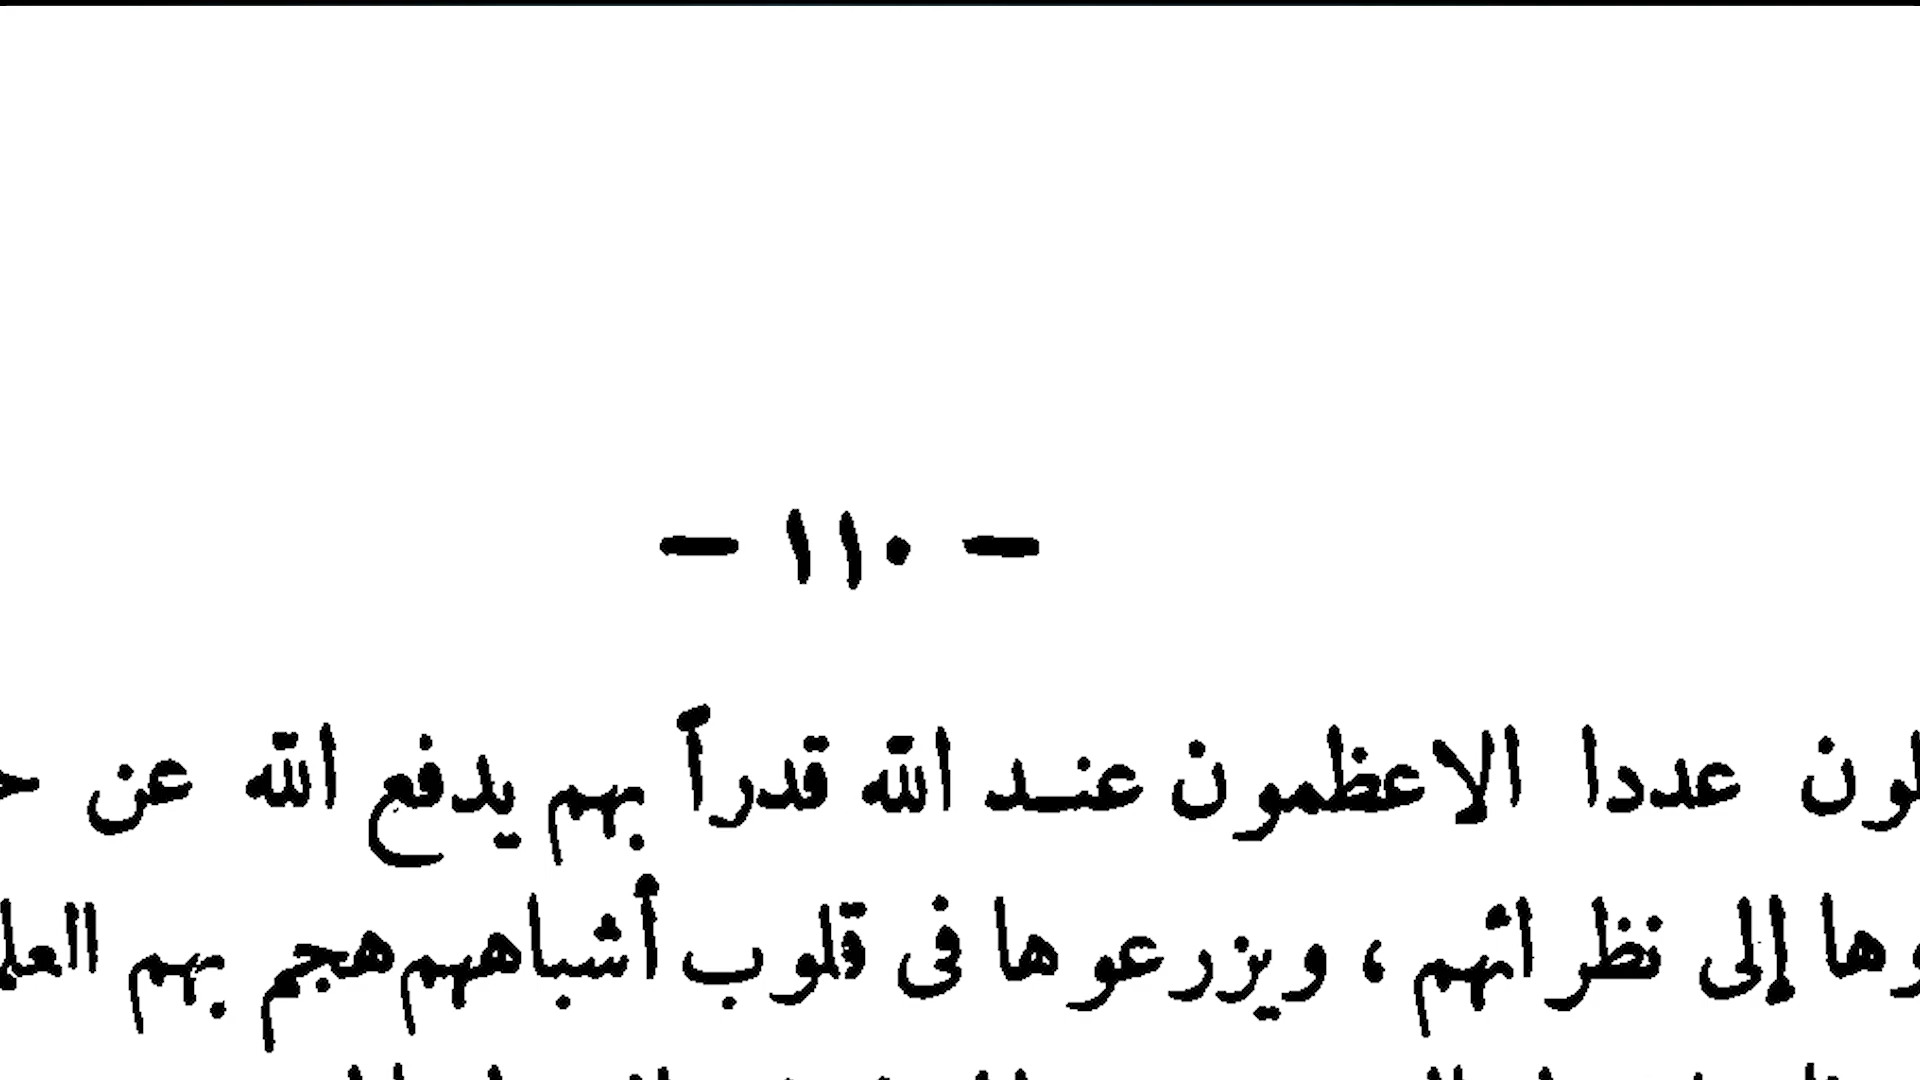 — ١١٠ —
لون عددا الاعظمون عند الله قدراً بهم يدفع الله عن
وها إلى نظرائهم ، ويزرعوها فى قلوب أشباههم هجم بهم العل